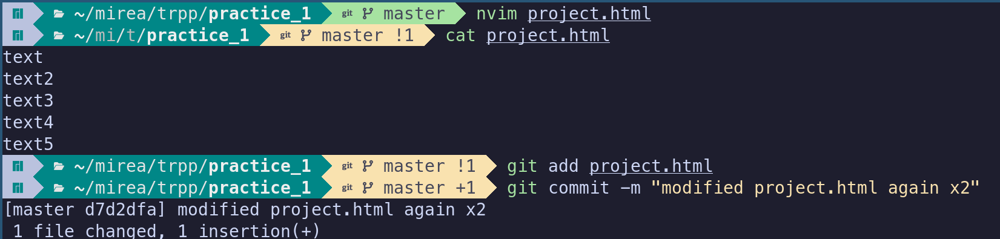 ~/mirea/trpp/practice_1 git master nvim project.html
~/mi/t/practice_1 git master !1 cat project.html
text
text2
text3
text4
text5
~/mirea/trpp/practice_1 git master !1 git add project.html
~/mirea/trpp/practice_1 git master +1 git commit -m "modified project.html again x2"
[master d7d2dfa] modified project.html again x2
 1 file changed, 1 insertion(+)